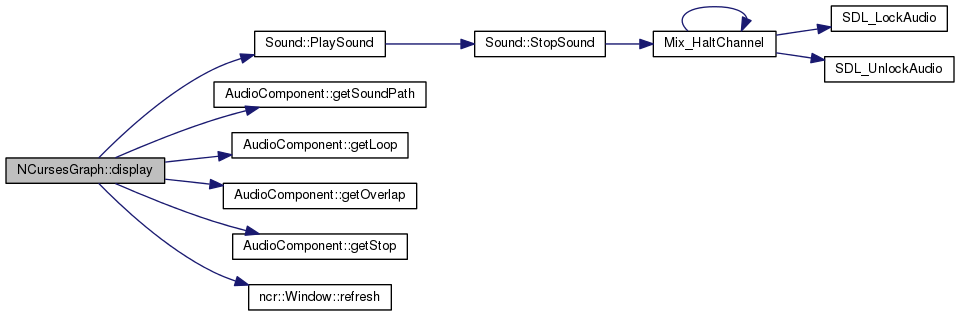 NCursesGraph::display
Sound::PlaySound
Sound::StopSound
Mix_HaltChannel
SDL_LockAudio
SDL_UnlockAudio
AudioComponent::getSoundPath
AudioComponent::getLoop
AudioComponent::getOverlap
AudioComponent::getStop
ncr::Window::refresh